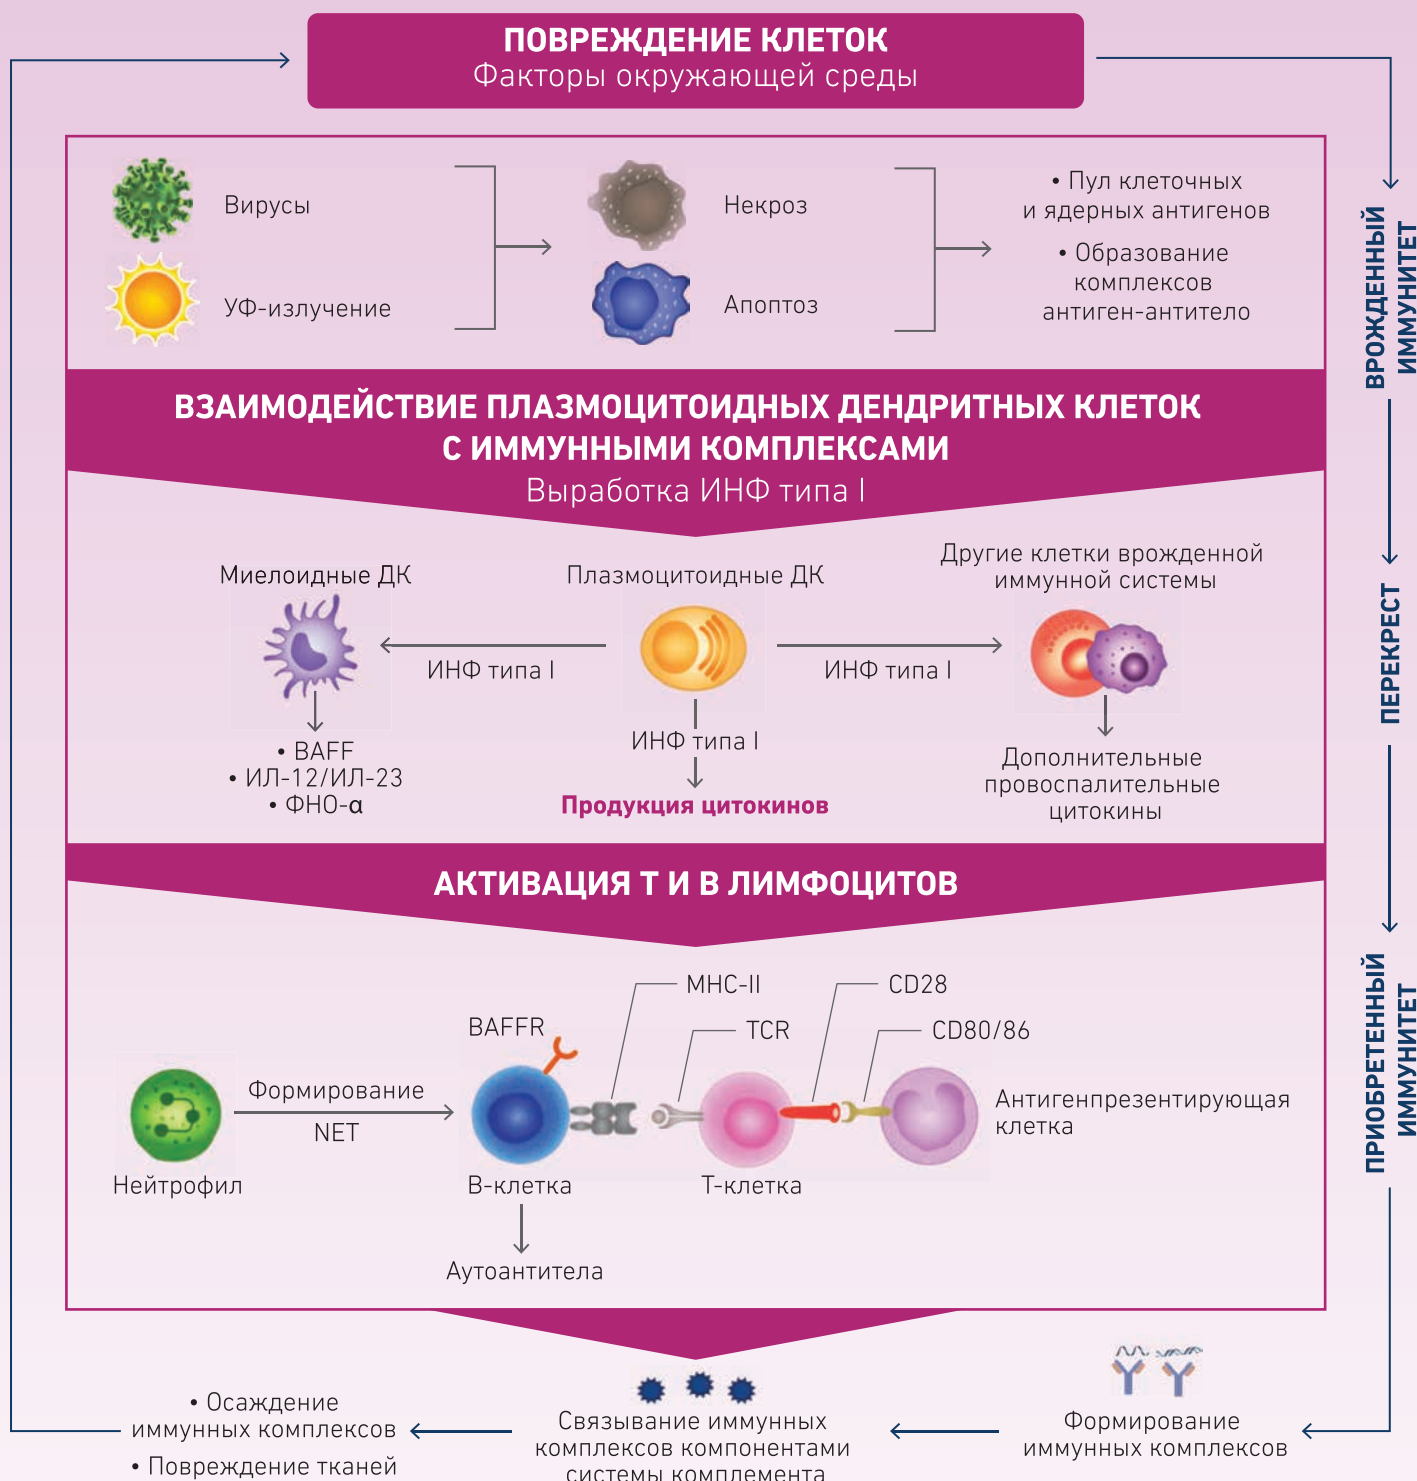 ПОВРЕЖДЕНИЕ КЛЕТОК
Факторы окружающей среды
Вирусы
УФ-излучение
Некроз
Апоптоз
• Пул клеточных
и ядерных антигенов
• Образование
комплексов
антиген-антитело
ВРОЖДЕННЫЙ
ИММУНИТЕТ
ВЗАИМОДЕЙСТВИЕ ПЛАЗМОЦИТОИДНЫХ ДЕНДРИТНЫХ КЛЕТОК
С ИММУННЫМИ КОМПЛЕКСАМИ
Выработка ИНФ типа I
Миелоидные ДК
Плазмоцитоидные ДК
Другие клетки врожденной
иммунной системы
ИНФ типа I
ИНФ типа I
ИНФ типа I
• BAFF
• ИЛ-12/ИЛ-23
• ФНО-α
Продукция цитокинов
Дополнительные
провоспалительные
цитокины
ПЕРЕКРЕСТ
АКТИВАЦИЯ Т И В ЛИМФОЦИТОВ
MHC-II
CD28
BAFFR
TCR
CD80/86
Формирование
NET
Антигенпрезентирующая
клетка
Нейтрофил
В-клетка
Т-клетка
Аутоантитела
ПРИОБРЕТЕННЫЙ
ИММУНИТЕТ
• Осаждение
иммунных комплексов
• Повреждение тканей
Связывание иммунных
комплексов компонентами
системы комплемента
Формирование
иммунных комплексов